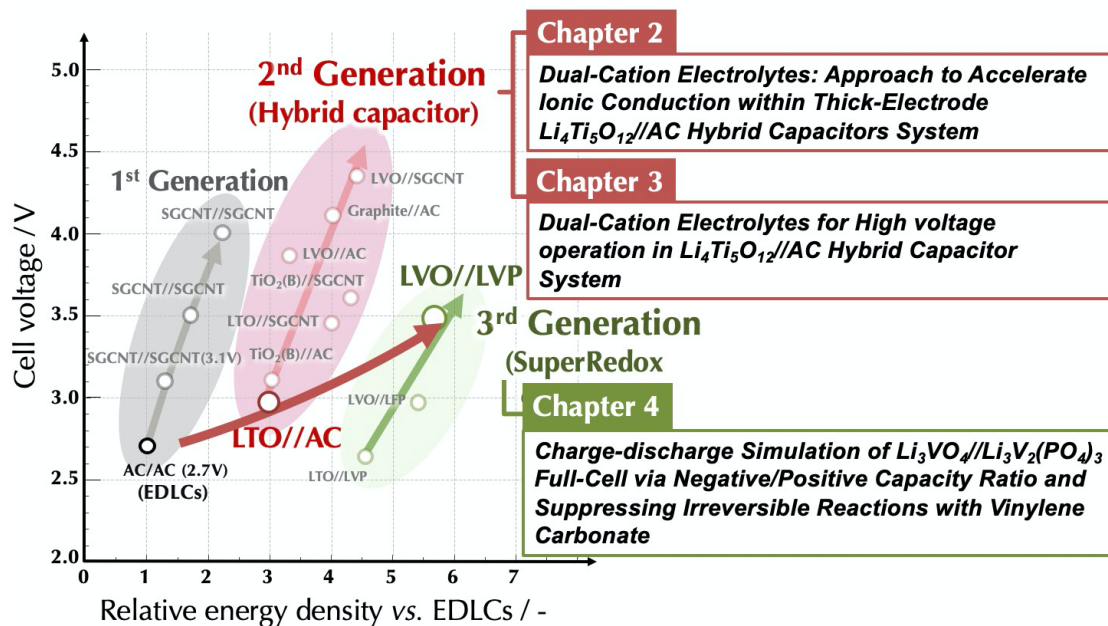 Cell voltage / V
5.0
4.5
4.0
3.5
3.0
2.5
2.0
0
1
2
3
4
5
6
7
Relative energy density vs. EDLCs / -
1st Generation
SGCNT//SGCNT
SGCNT//SGCNT
SGCNT//SGCNT(3.1V)
AC/AC (2.7V)
(EDLCs)
2nd Generation
(Hybrid capacitor)
LVO//SGCNT
Graphite//AC
LVO//AC
TiO₂(B)//SGCNT
LTO//SGCNT
TiO₂(B)//AC
LTO//AC
LVO//LVP
3rd Generation
(SuperRedox
LVO//LFP
LTO//LVP
Chapter 2
Dual-Cation Electrolytes: Approach to Accelerate
Ionic Conduction within Thick-Electrode
Li₄Ti₅O₁₂//AC Hybrid Capacitors System
Chapter 3
Dual-Cation Electrolytes for High voltage
operation in Li₄Ti₅O₁₂//AC Hybrid Capacitor
System
Chapter 4
Charge-discharge Simulation of Li₃VO₄//Li₃V₂(PO₄)₃
Full-Cell via Negative/Positive Capacity Ratio and
Suppressing Irreversible Reactions with Vinylene
Carbonate